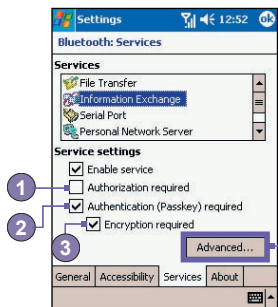 Settings 12:52 ok
Bluetooth: Services
Services
File Transfer
Information Exchange
Serial Port
Personal Network Server
Service settings
Enable service
1 Authorization required
2 Authentication (Passkey) required
3 Encryption required
Advanced...
General Accessibility Services About